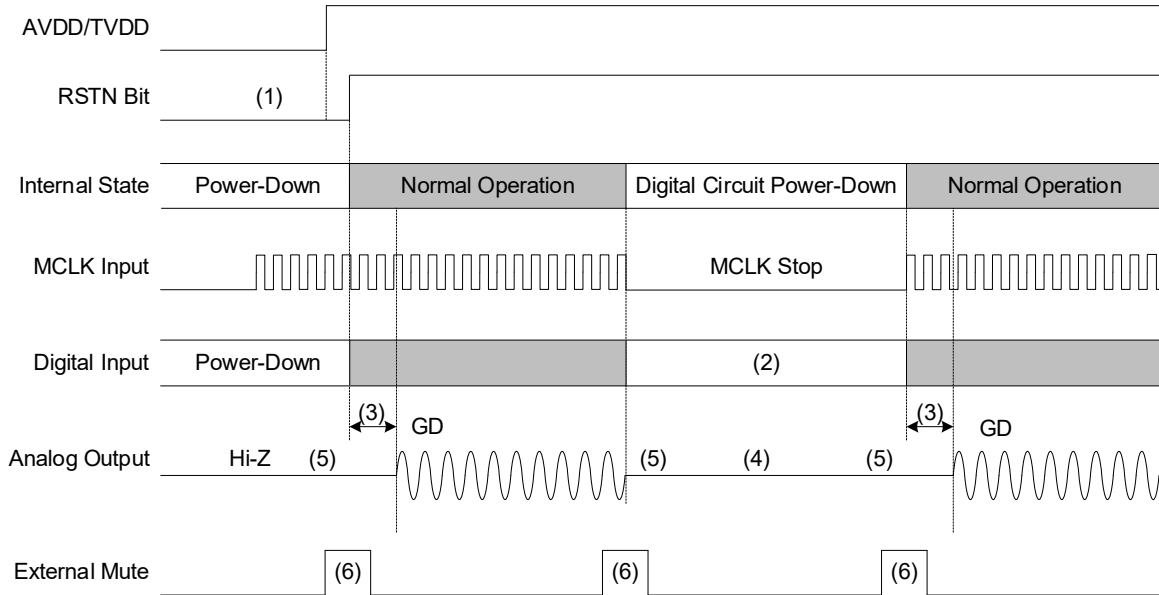 AVDD/TVDD
RSTN Bit (1)
Internal State Power-Down Normal Operation Digital Circuit Power-Down Normal Operation
MCLK Input MCLK Stop
Digital Input Power-Down (2)
(3) GD (3) GD
Analog Output Hi-Z (5) (5) (4) (5)
External Mute (6) (6) (6)